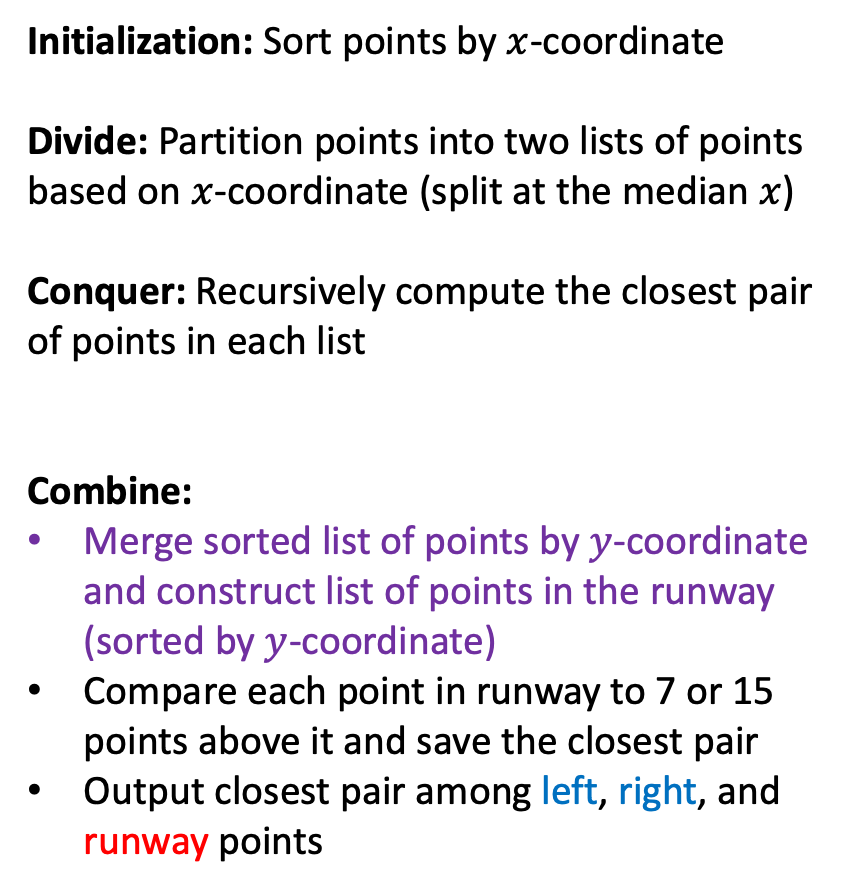 Initialization: Sort points by x-coordinate
Divide: Partition points into two lists of points
based on x-coordinate (split at the median x)
Conquer: Recursively compute the closest pair
of points in each list
Combine:
• Merge sorted list of points by y-coordinate
and construct list of points in the runway
(sorted by y-coordinate)
• Compare each point in runway to 7 or 15
points above it and save the closest pair
• Output closest pair among left, right, and
runway points